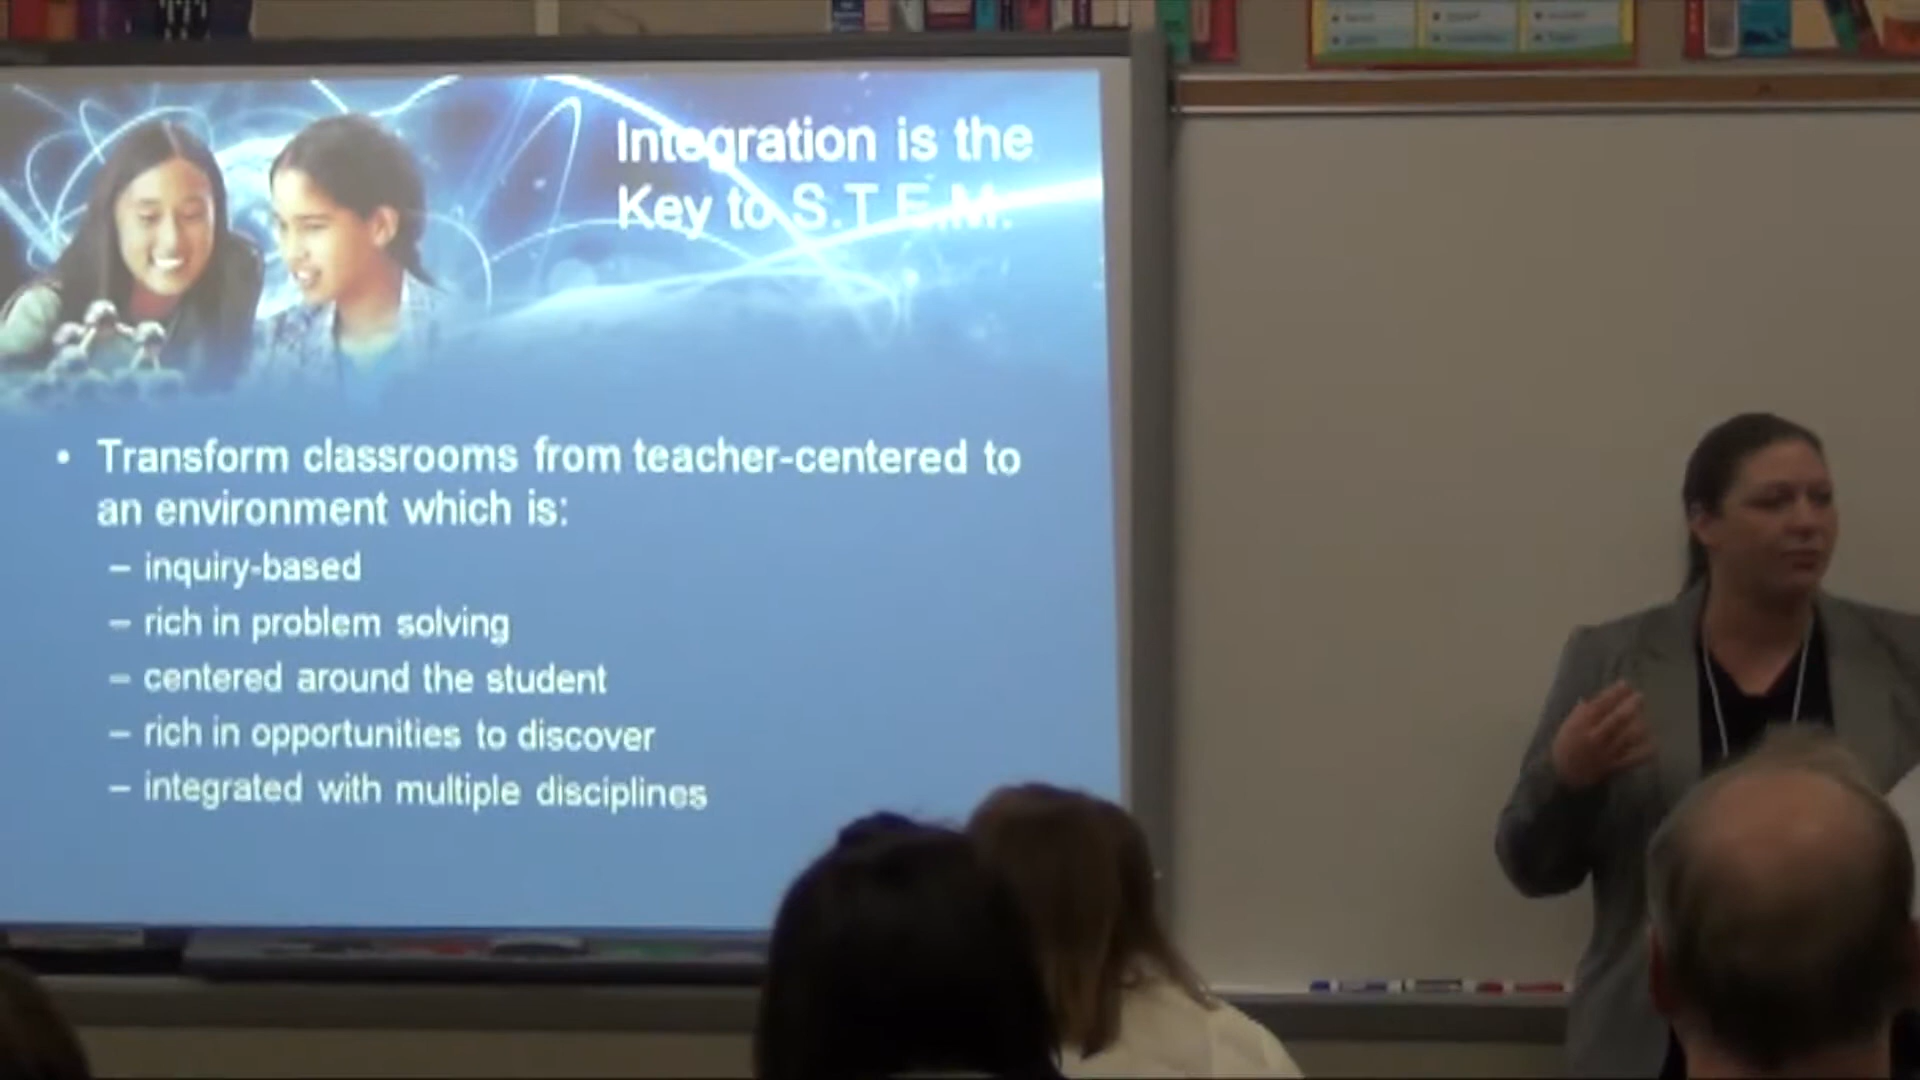 Integration is the
Key to S.T.E.M.
• Transform classrooms from teacher-centered to
an environment which is:
– inquiry-based
– rich in problem solving
– centered around the student
– rich in opportunities to discover
– integrated with multiple disciplines